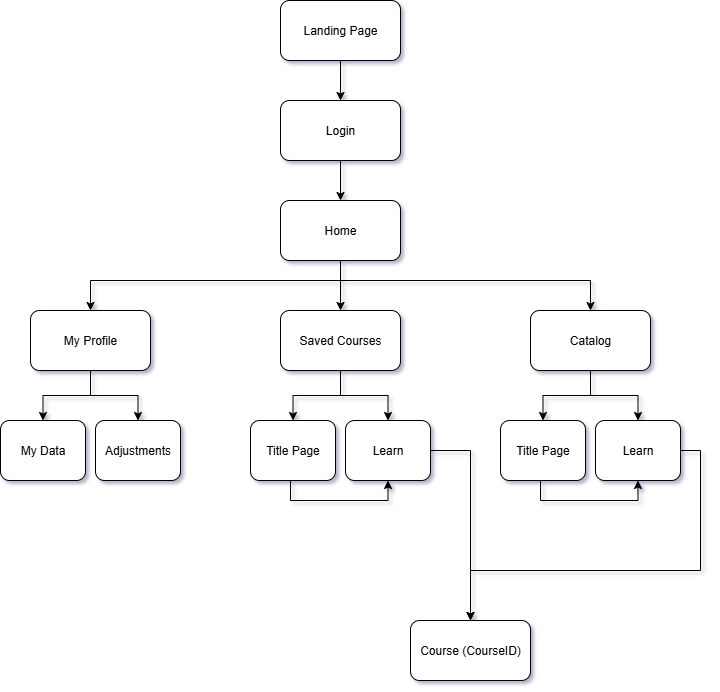 Landing Page
Login
Home
My Profile
Saved Courses
Catalog
My Data
Adjustments
Title Page
Learn
Title Page
Learn
Course (CourseID)